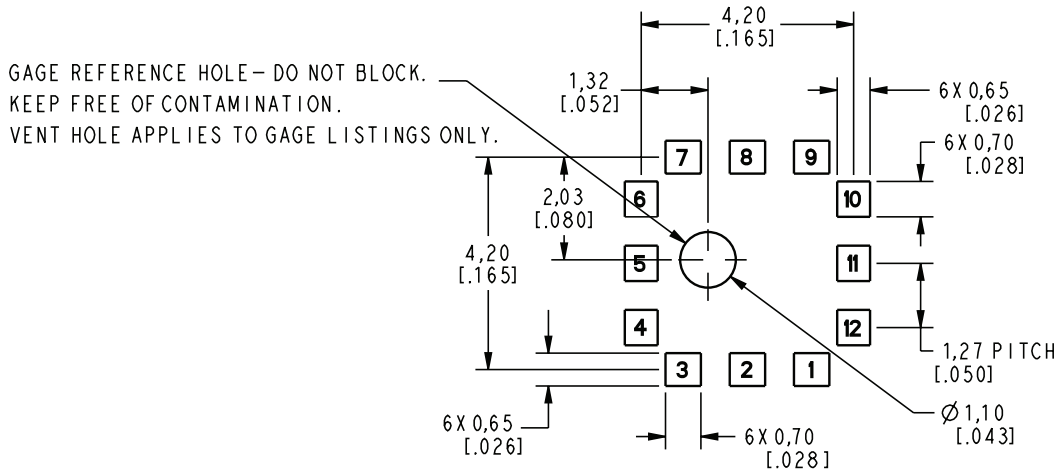 4,20
[.165]
GAGE REFERENCE HOLE– DO NOT BLOCK.
KEEP FREE OF CONTAMINATION.
VENT HOLE APPLIES TO GAGE LISTINGS ONLY.
1,32
[.052]
6X 0,65
[.026]
6X 0,70
[.028]
7
8
9
6
10
2,03
[.080]
4,20
[.165]
5
11
4
12
1,27 PITCH
[.050]
3
2
1
6X 0,65
[.026]
6X 0,70
[.028]
Ø 1,10
[.043]